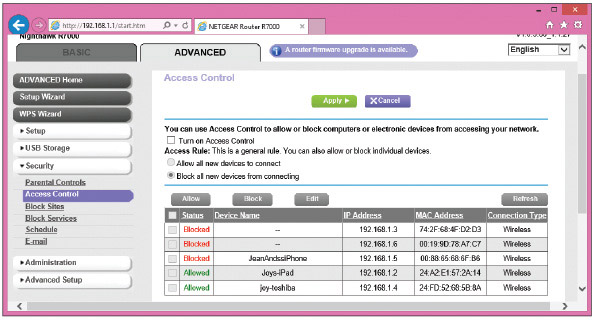 http://192.168.1.1/start.htm
NETGEAR Router R7000
Nighthawk R7000
BASIC
ADVANCED
A router firmware upgrade is available.
English
ADVANCED Home
Setup Wizard
WPS Wizard
Setup
USB Storage
Security
Parental Controls
Access Control
Block Sites
Block Services
Schedule
E-mail
Administration
Advanced Setup
Access Control
Apply
X Cancel
You can use Access Control to allow or block computers or electronic devices from accessing your network.
Turn on Access Control
Access Rule: This is a general rule. You can also allow or block individual devices.
Allow all new devices to connect
Block all new devices from connecting
Allow Block Edit Refresh
Status Device Name IP Address MAC Address Connection Type
Blocked -- 192.168.1.3 74:2F:68:4F:D2:D3 Wireless
Blocked -- 192.168.1.6 00:19:9D:78:A7:C7 Wireless
Blocked JeanAndssiPhone 192.168.1.5 00:88:65:68:6F:B6 Wireless
Allowed Joys-iPad 192.168.1.2 24:A2:E1:57:2A:14 Wireless
Allowed joy-toshiba 192.168.1.4 24:FD:52:68:5B:8A Wireless